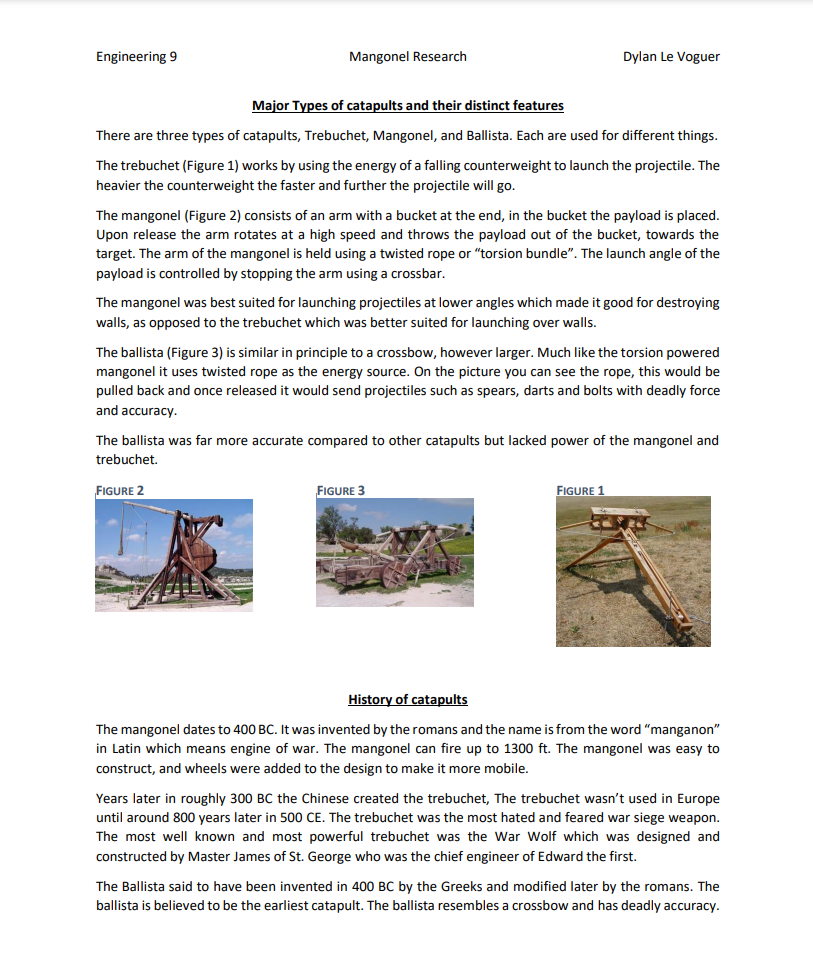 Engineering 9 Mangonel Research Dylan Le Voguer
Major Types of catapults and their distinct features
There are three types of catapults, Trebuchet, Mangonel, and Ballista. Each are used for different things.
The trebuchet (Figure 1) works by using the energy of a falling counterweight to launch the projectile. The
heavier the counterweight the faster and further the projectile will go.
The mangonel (Figure 2) consists of an arm with a bucket at the end, in the bucket the payload is placed.
Upon release the arm rotates at a high speed and throws the payload out of the bucket, towards the
target. The arm of the mangonel is held using a twisted rope or “torsion bundle”. The launch angle of the
payload is controlled by stopping the arm using a crossbar.
The mangonel was best suited for launching projectiles at lower angles which made it good for destroying
walls, as opposed to the trebuchet which was better suited for launching over walls.
The ballista (Figure 3) is similar in principle to a crossbow, however larger. Much like the torsion powered
mangonel it uses twisted rope as the energy source. On the picture you can see the rope, this would be
pulled back and once released it would send projectiles such as spears, darts and bolts with deadly force
and accuracy.
The ballista was far more accurate compared to other catapults but lacked power of the mangonel and
trebuchet.
FIGURE 2 FIGURE 3 FIGURE 1
History of catapults
The mangonel dates to 400 BC. It was invented by the romans and the name is from the word “manganon”
in Latin which means engine of war. The mangonel can fire up to 1300 ft. The mangonel was easy to
construct, and wheels were added to the design to make it more mobile.
Years later in roughly 300 BC the Chinese created the trebuchet, The trebuchet wasn’t used in Europe
until around 800 years later in 500 CE. The trebuchet was the most hated and feared war siege weapon.
The most well known and most powerful trebuchet was the War Wolf which was designed and
constructed by Master James of St. George who was the chief engineer of Edward the first.
The Ballista said to have been invented in 400 BC by the Greeks and modified later by the romans. The
ballista is believed to be the earliest catapult. The ballista resembles a crossbow and has deadly accuracy.